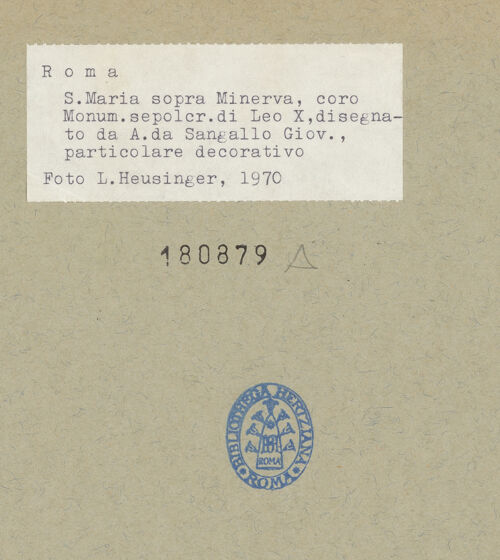 R o m a
S.Maria sopra Minerva, coro
Monum.sepolcr.di Leo X,disegna-
to da A.da Sangallo Giov.,
particolare decorativo
Foto L.Heusinger, 1970
180879 A
BIBLIOTHECA HERTZIANA
ROMA
ROMA